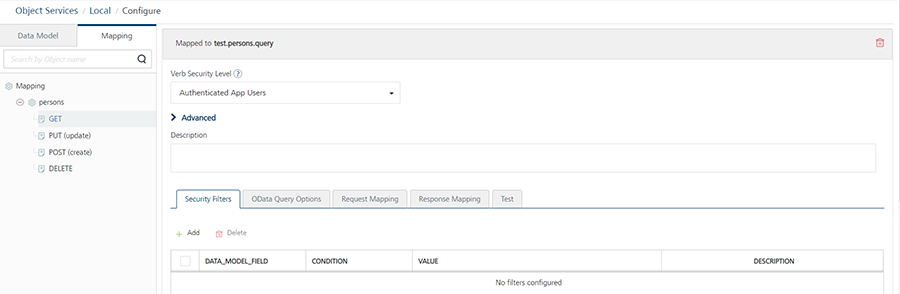 Object Services / Local / Configure
Data Model Mapping
Search by Object name
Mapping
persons
GET
PUT (update)
POST (create)
DELETE
Mapped to test.persons.query
Verb Security Level ?
Authenticated App Users
Advanced
Description
Security Filters OData Query Options Request Mapping Response Mapping Test
+ Add Delete
DATA_MODEL_FIELD CONDITION VALUE DESCRIPTION
No filters configured